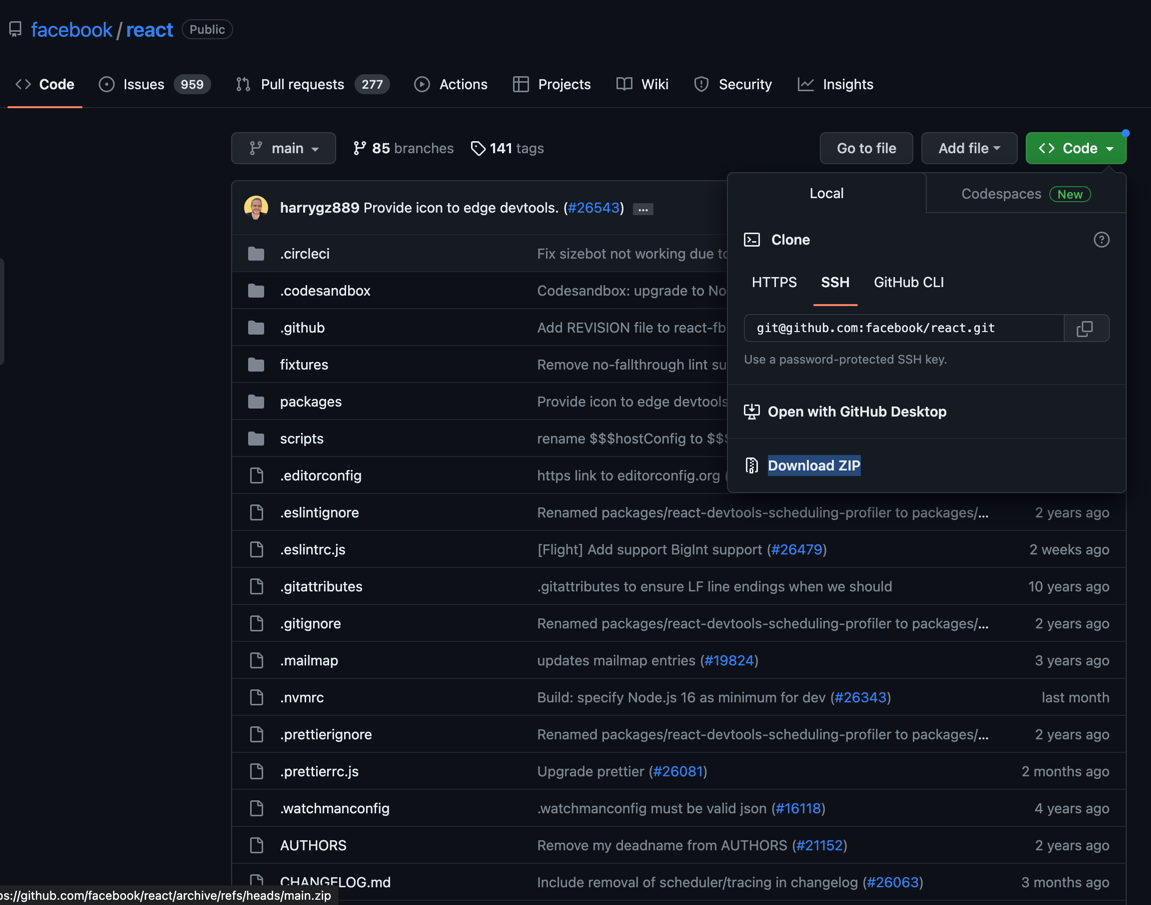 facebook / react Public
Code Issues 959 Pull requests 277 Actions Projects Wiki Security Insights
main 85 branches 141 tags Go to file Add file Code
Local Codespaces New
harrygz889 Provide icon to edge devtools. (#26543) ...
Clone
HTTPS SSH GitHub CLI
git@github.com:facebook/react.git
Use a password-protected SSH key.
Open with GitHub Desktop
Download ZIP
.circleci Fix sizebot not working due to
.codesandbox Codesandbox: upgrade to No
.github Add REVISION file to react-fb
fixtures Remove no-fallthrough lint su
packages Provide icon to edge devtools
scripts rename $$$hostConfig to $$$
.editorconfig https link to editorconfig.org (
.eslintignore Renamed packages/react-devtools-scheduling-profiler to packages/... 2 years ago
.eslintrc.js [Flight] Add support BigInt support (#26479) 2 weeks ago
.gitattributes .gitattributes to ensure LF line endings when we should 10 years ago
.gitignore Renamed packages/react-devtools-scheduling-profiler to packages/... 2 years ago
.mailmap updates mailmap entries (#19824) 3 years ago
.nvmrc Build: specify Node.js 16 as minimum for dev (#26343) last month
.prettierignore Renamed packages/react-devtools-scheduling-profiler to packages/... 2 years ago
.prettierrc.js Upgrade prettier (#26081) 2 months ago
.watchmanconfig .watchmanconfig must be valid json (#16118) 4 years ago
AUTHORS Remove my deadname from AUTHORS (#21152) 2 years ago
CHANGELOG.md Include removal of scheduler/tracing in changelog (#26063) 3 months ago
ps://github.com/facebook/react/archive/refs/heads/main.zip